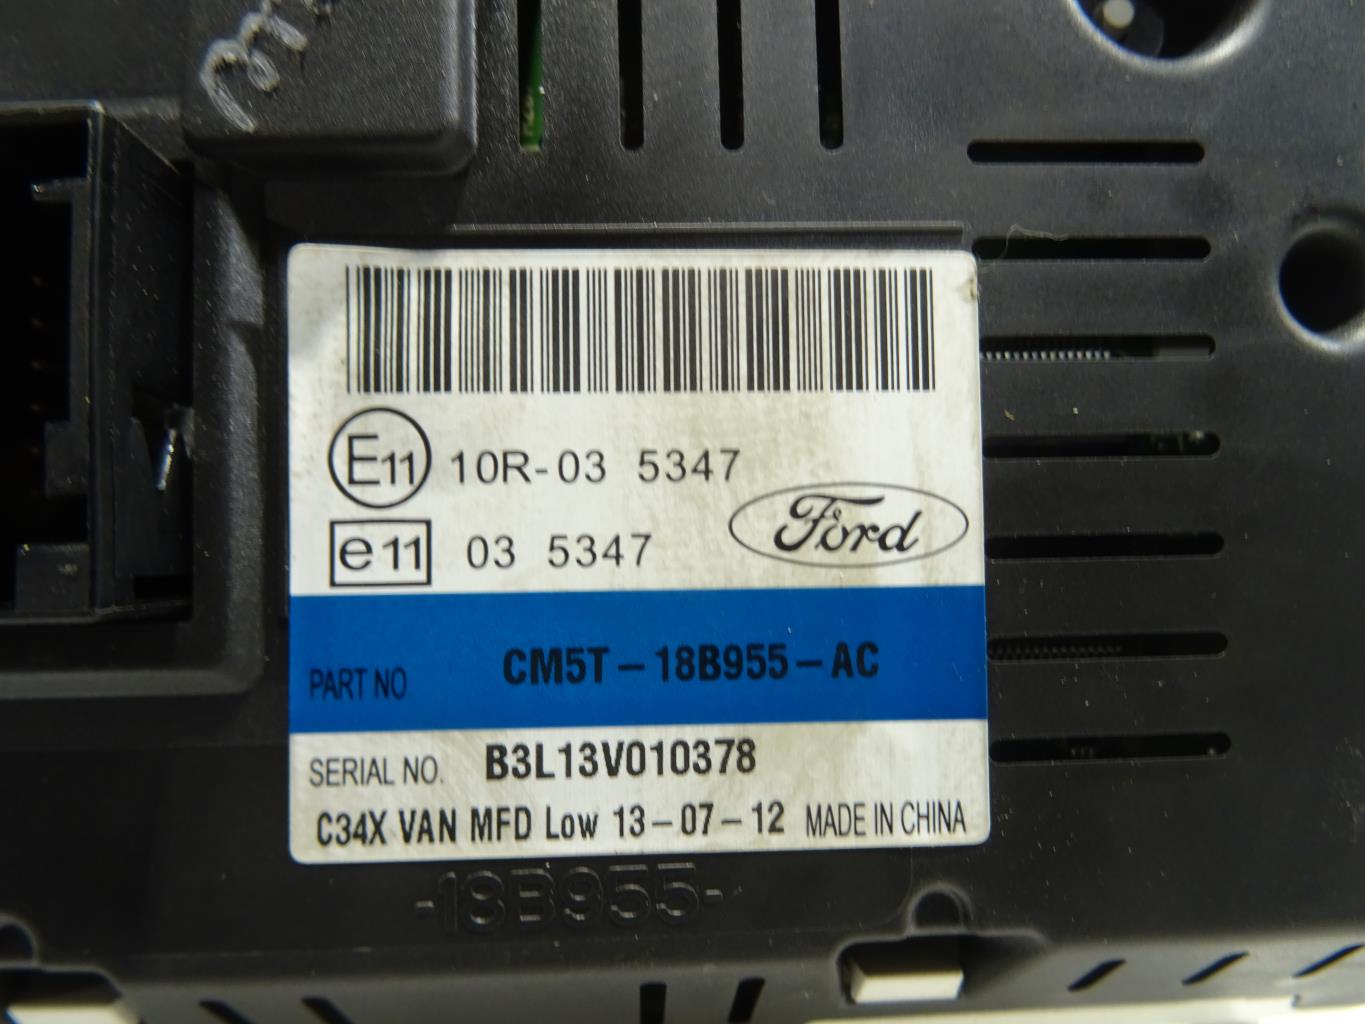 E11 10R-03 5347
e11 03 5347
Ford
PART NO. CM5T-18B955-AC
SERIAL NO. B3L13V010378
C34X VAN MFD Low 13-07-12 MADE IN CHINA
-18B955-